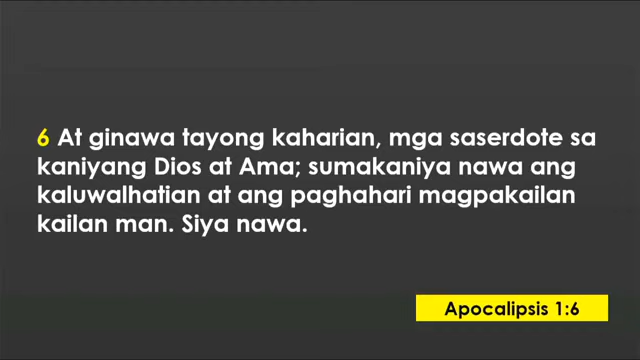 6 At ginawa tayong kaharian, mga saserdote sa
kaniyang Dios at Ama; sumakaniya nawa ang
kaluwalhatian at ang paghahari magpakailan
kailan man. Siya nawa.
Apocalipsis 1:6